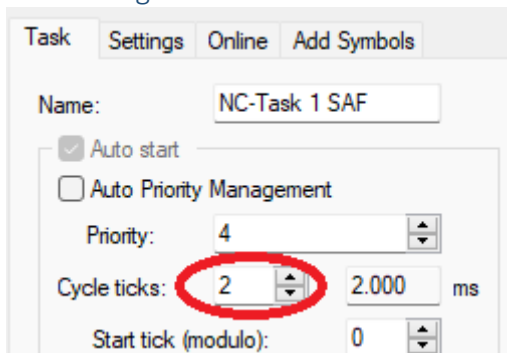 Task Settings Online Add Symbols
Name: NC-Task 1 SAF
Auto start
Auto Priority Management
Priority: 4
Cycle ticks: 2 2.000 ms
Start tick (modulo): 0